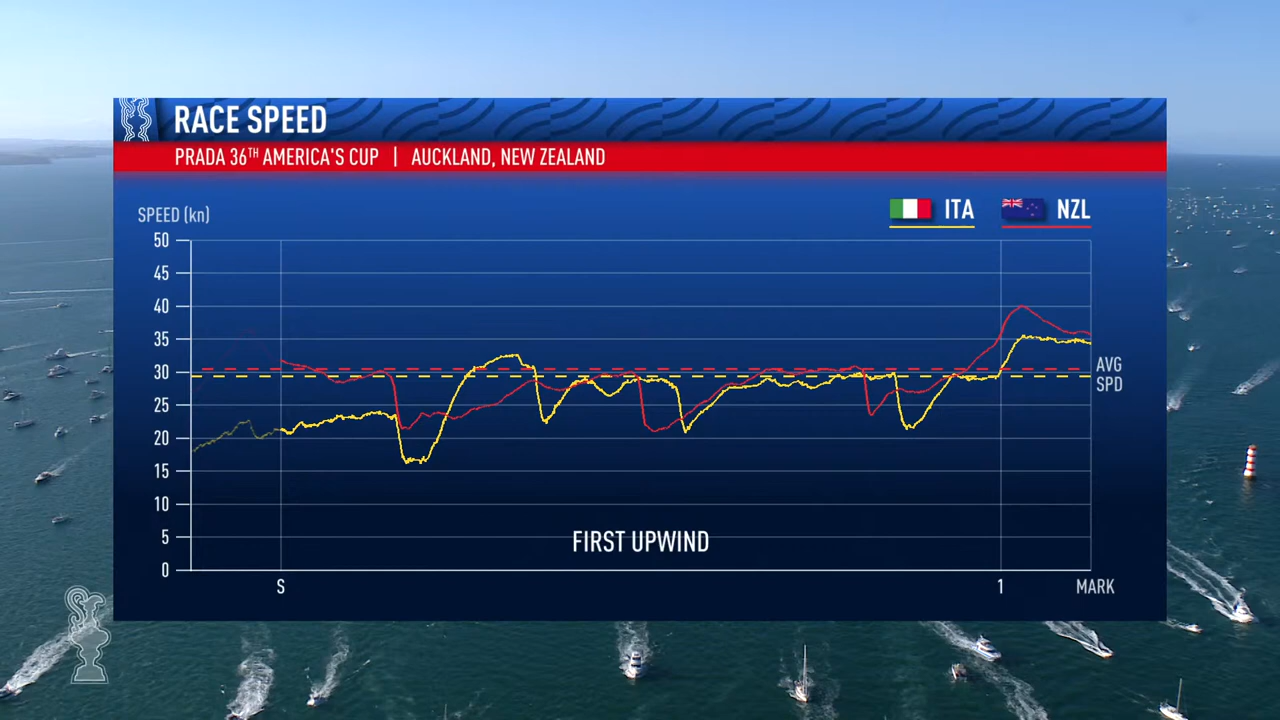 RACE SPEED
PRADA 36TH AMERICA'S CUP | AUCKLAND, NEW ZEALAND
SPEED (kn)
ITA NZL
50
45
40
35
30
25
20
15
10
5
0
AVG
SPD
FIRST UPWIND
S 1 MARK